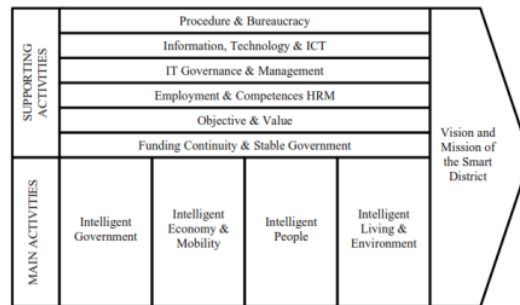 SUPPORTING
ACTIVITIES
Procedure & Bureaucracy
Information, Technology & ICT
IT Governance & Management
Employment & Competences HRM
Objective & Value
Funding Continuity & Stable Government
MAIN ACTIVITIES
Intelligent
Government
Intelligent
Economy &
Mobility
Intelligent
People
Intelligent
Living &
Environment
Vision and
Mission of
the Smart
District